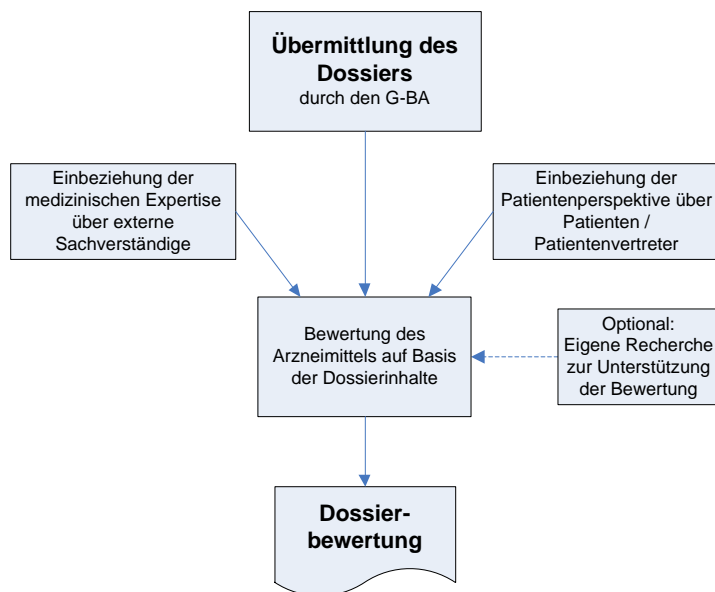 Übermittlung des
Dossiers
durch den G-BA
Einbeziehung der
medizinischen Expertise
über externe
Sachverständige
Einbeziehung der
Patientenperspektive über
Patienten /
Patientenvertreter
Bewertung des
Arzneimittels auf Basis
der Dossierinhalte
Optional:
Eigene Recherche
zur Unterstützung
der Bewertung
Dossier-
bewertung